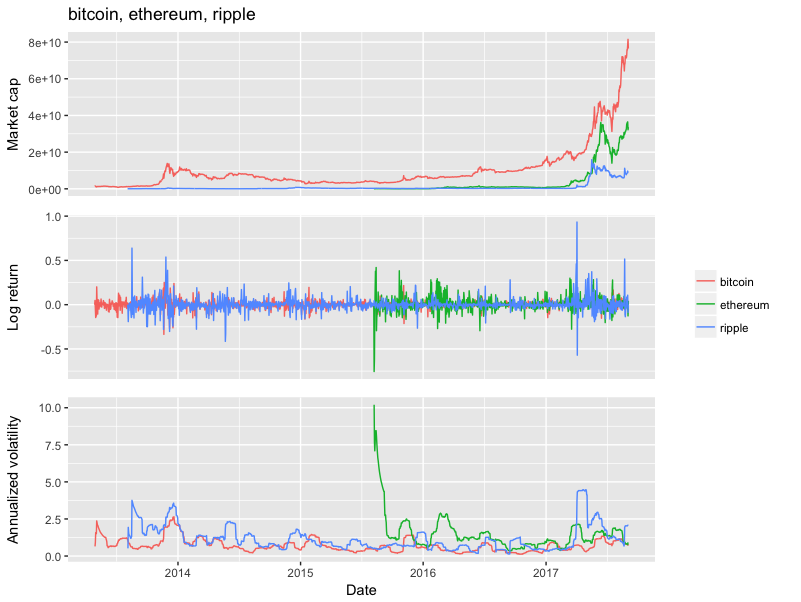 bitcoin, ethereum, ripple
Market cap
8e+10
6e+10
4e+10
2e+10
0e+00
Log return
1.0
0.5
0.0
-0.5
Annualized volatility
10.0
7.5
5.0
2.5
0.0
2014
2015
2016
2017
Date
bitcoin
ethereum
ripple